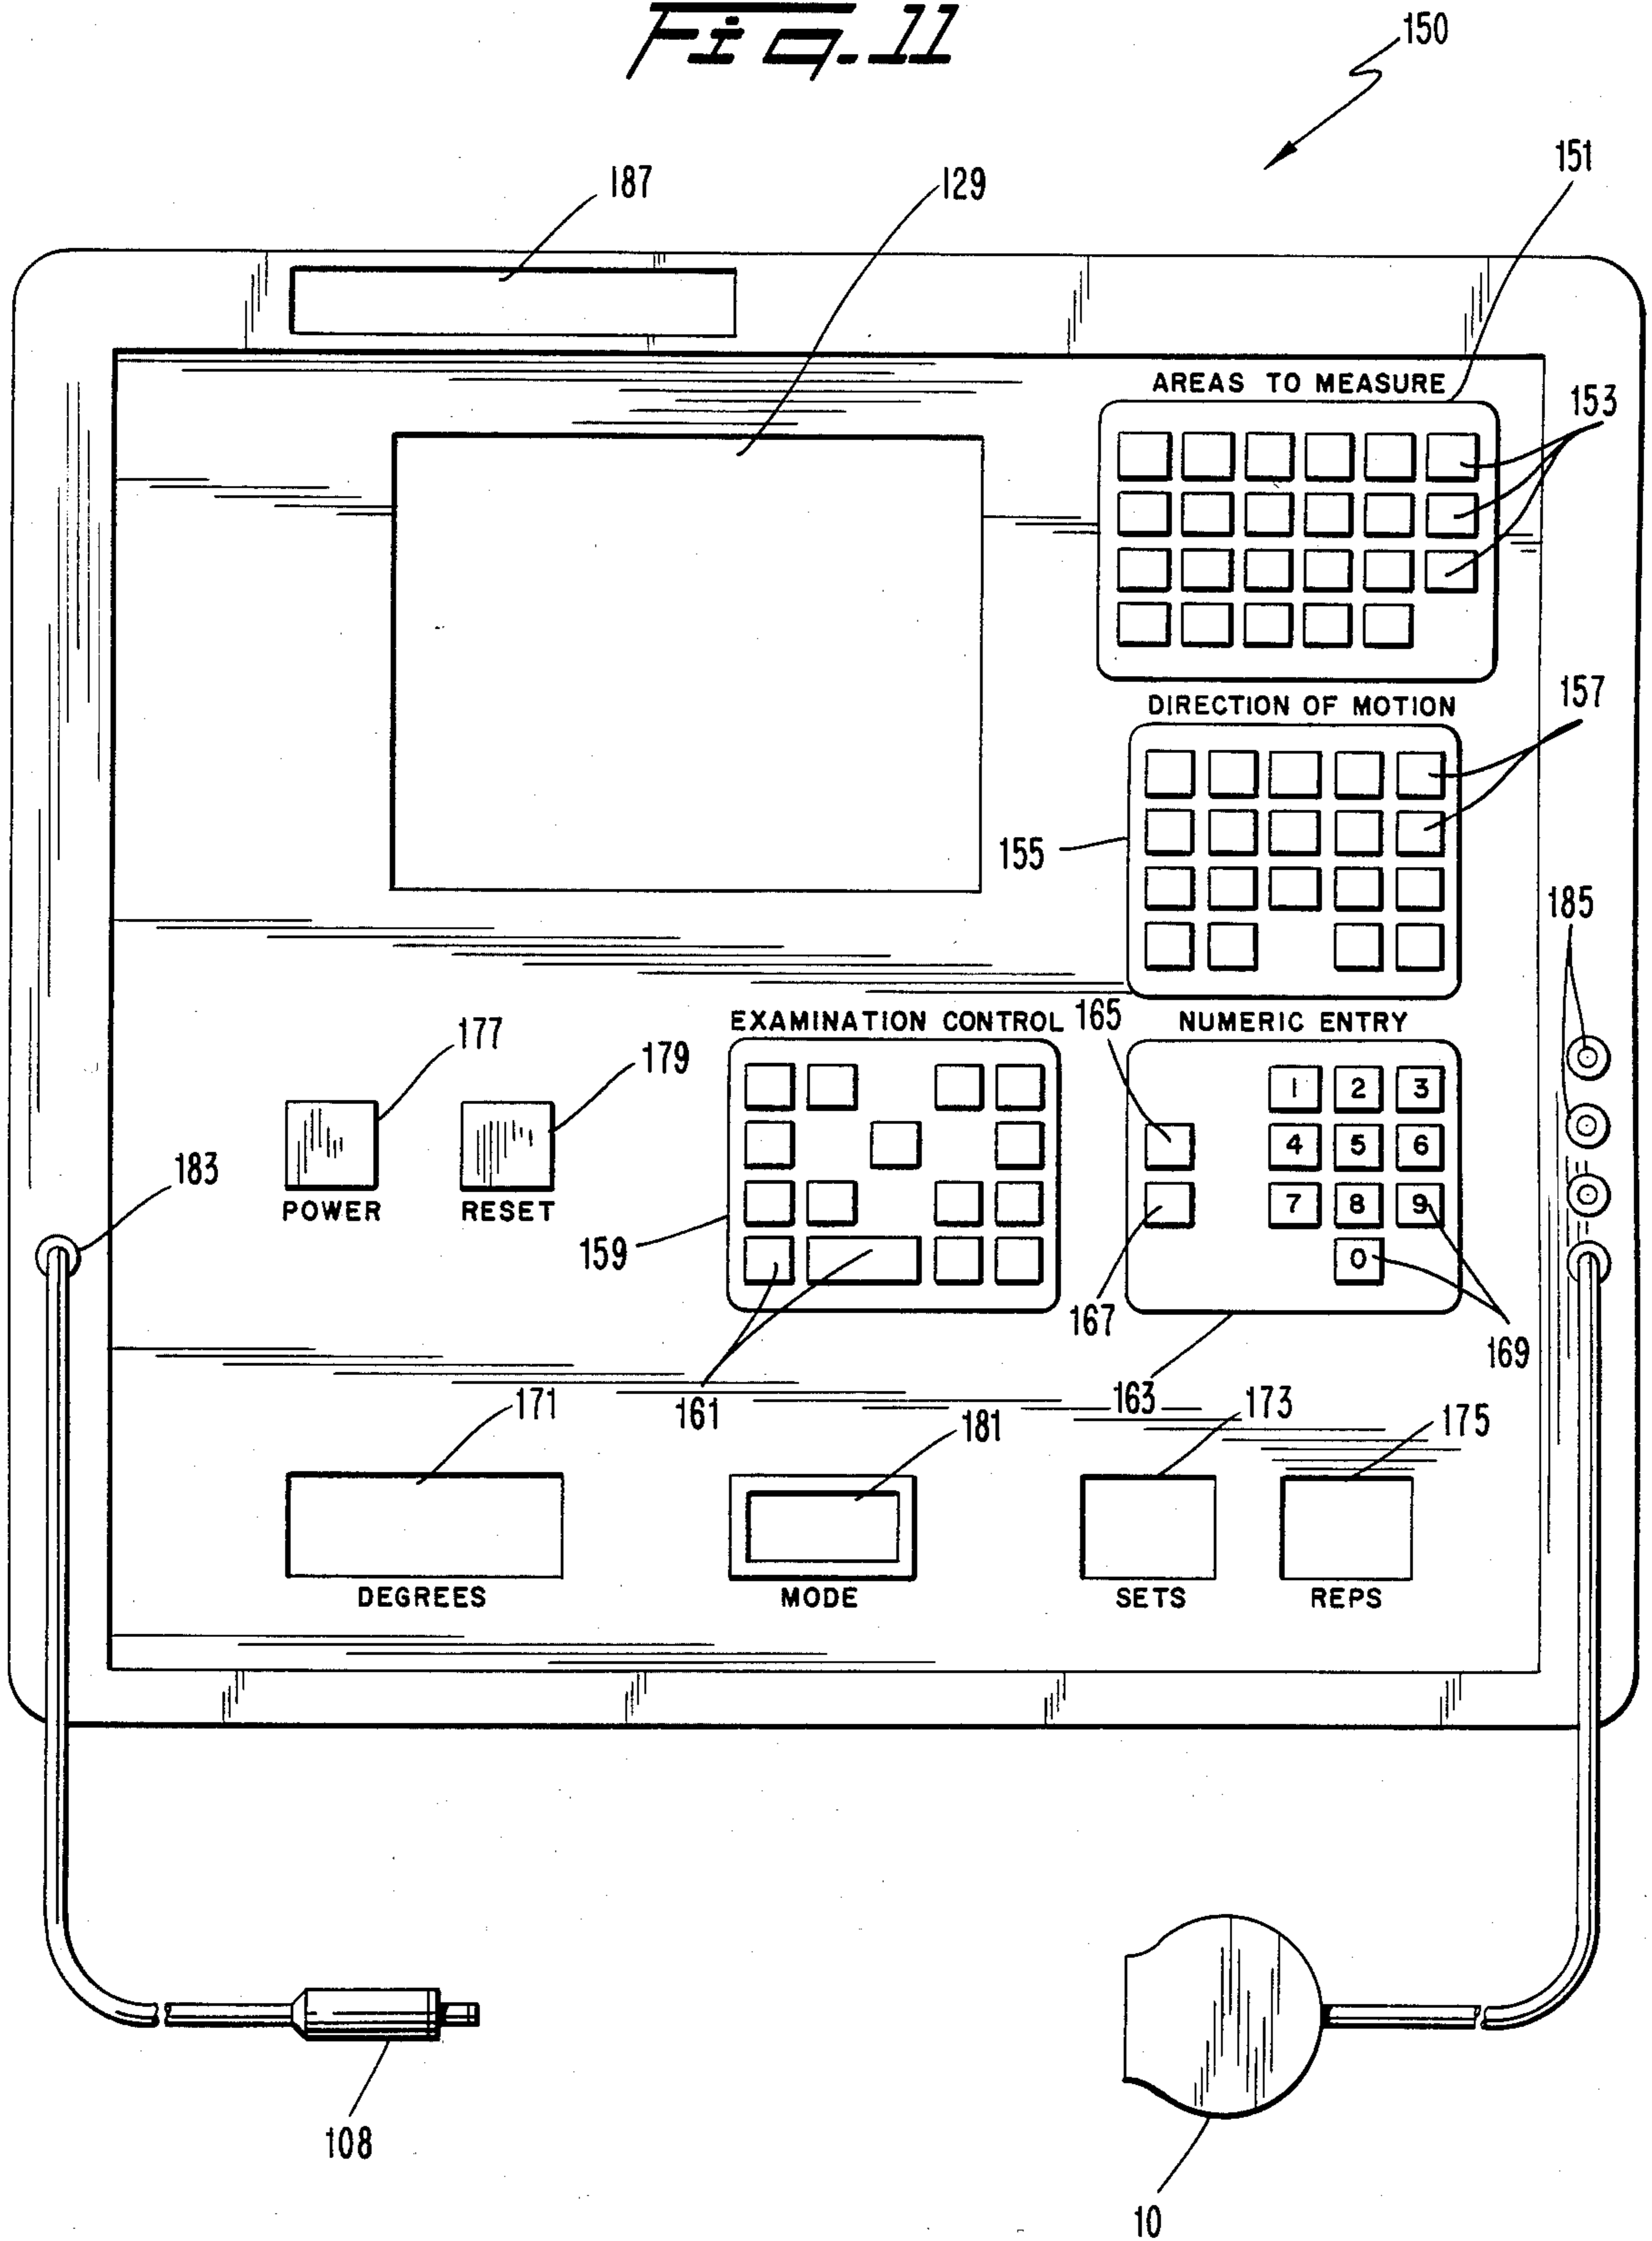 Fig. 11
150
151
187
129
AREAS TO MEASURE
153
DIRECTION OF MOTION
157
155
185
EXAMINATION CONTROL
165
NUMERIC ENTRY
177
179
1 2 3
4 5 6
183
POWER
RESET
7 8 9
159
0
167
169
161
163
171
181
173
175
DEGREES
MODE
SETS
REPS
108
10